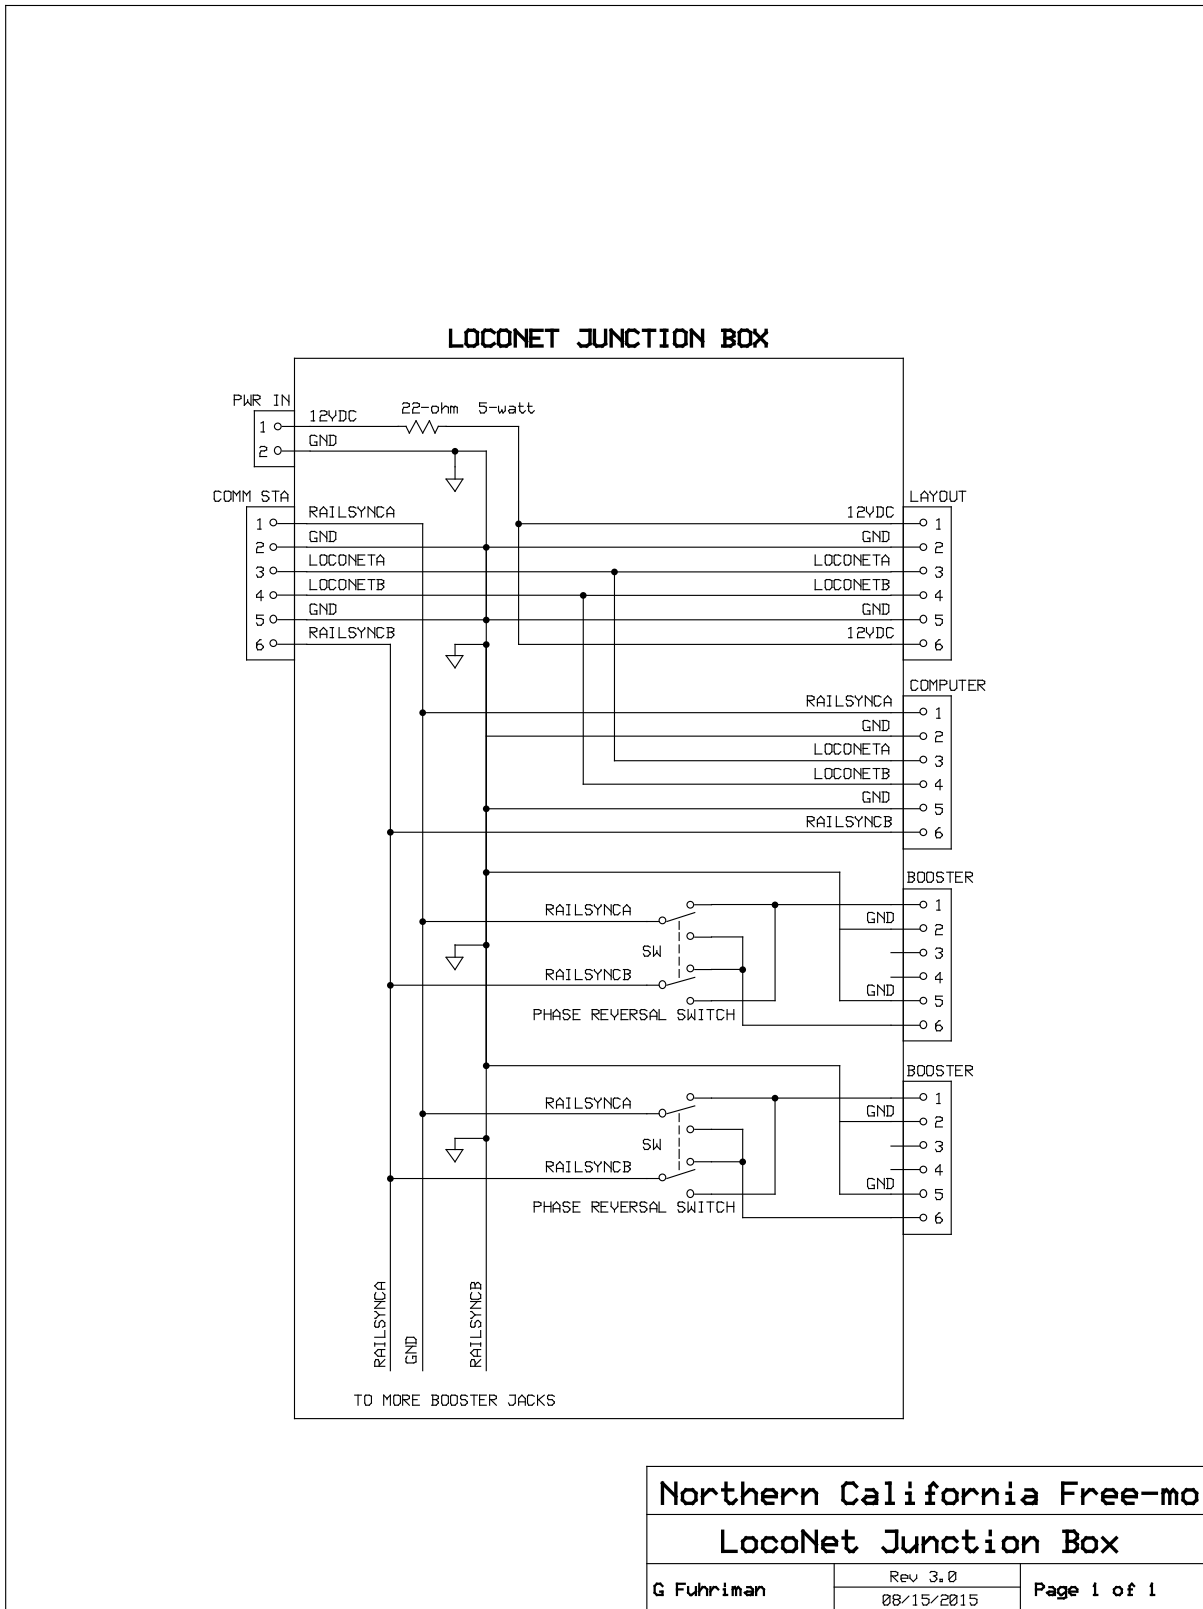 LOCONET JUNCTION BOX
PWR IN
1
2
12VDC
GND
22-ohm 5-watt
COMM STA
1
2
3
4
5
6
RAILSYNCA
GND
LOCONETA
LOCONETB
GND
RAILSYNCB
LAYOUT
12VDC
GND
LOCONETA
LOCONETB
GND
12VDC
1
2
3
4
5
6
COMPUTER
RAILSYNCA
GND
LOCONETA
LOCONETB
GND
RAILSYNCB
1
2
3
4
5
6
BOOSTER
RAILSYNCA
SW
RAILSYNCB
PHASE REVERSAL SWITCH
GND
GND
1
2
3
4
5
6
BOOSTER
RAILSYNCA
SW
RAILSYNCB
PHASE REVERSAL SWITCH
GND
GND
1
2
3
4
5
6
RAILSYNCA
GND
RAILSYNCB
TO MORE BOOSTER JACKS
Northern California Free-mo
LocoNet Junction Box
G Fuhriman
Rev 3.0
08/15/2015
Page 1 of 1